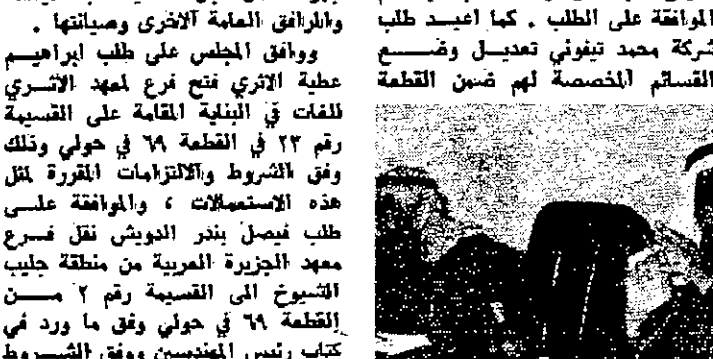 الموافقة على الطلب . كما اعيد طلب
شركة محمد تيفوني تعديل وضع
القسائم المخصصة لهم ضمن القطعة
والمرافق العامة الاخرى وصيانتها .
ووافق المجلس على طلب ابراهيم
عطية الاثري فتح فرع لمعهد الاثري
للغات في البناية المقامة على القسيمة
رقم ٢٣ في القطعة ٦٩ في حولي وذلك
وفق الشروط والالتزامات المقررة لمثل
هذه الاستعمالات ، والموافقة على
طلب فيصل بندر الدويش نقل فرع
معهد الجزيرة العربية من منطقة جليب
الشيوخ الى القسيمة رقم ٢ من
القطعة ٦٩ في حولي وفق ما ورد في
كتاب رئيس المهندسين ووفق الشروط